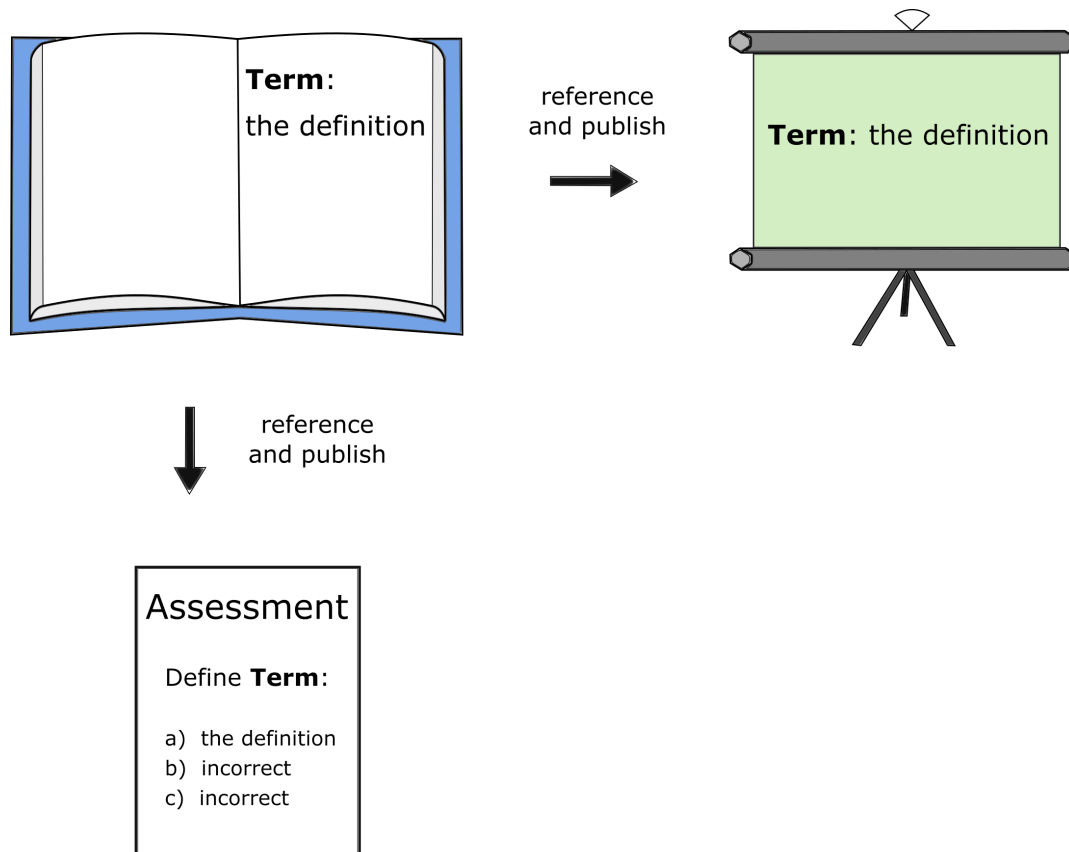 Term:
the definition
reference
and publish
Term: the definition
reference
and publish
Assessment
Define Term:
a) the definition
b) incorrect
c) incorrect